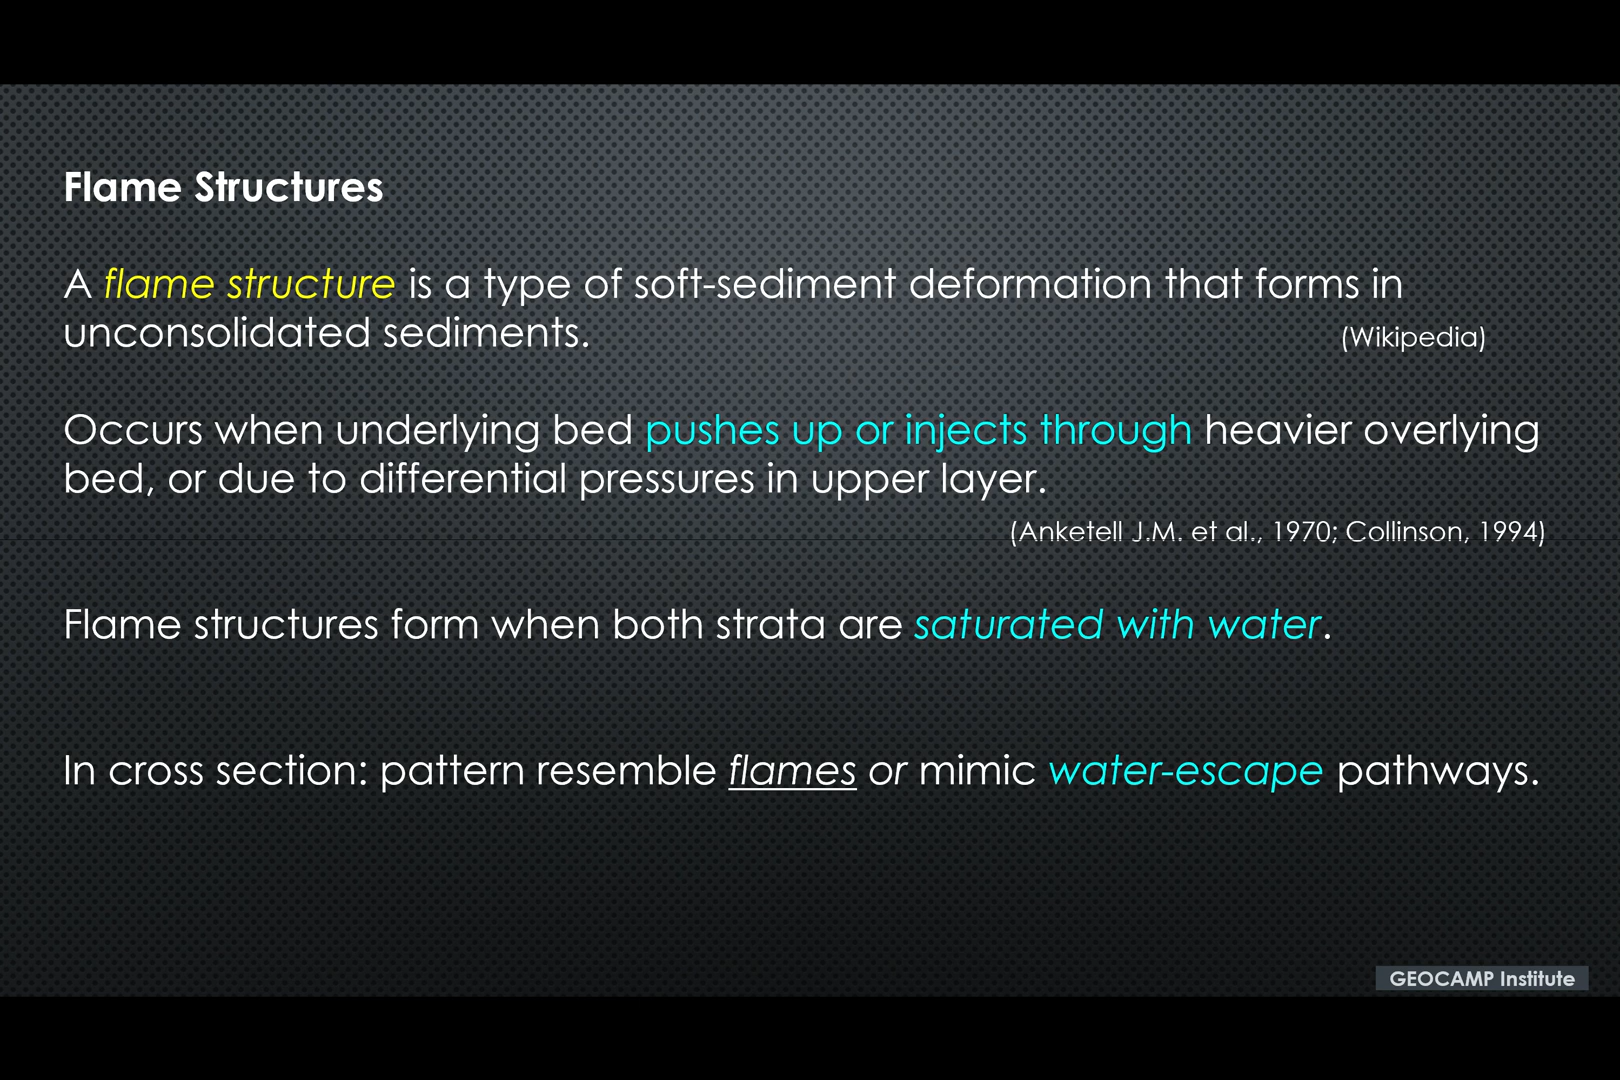 Flame Structures
A flame structure is a type of soft-sediment deformation that forms in
unconsolidated sediments. (Wikipedia)
Occurs when underlying bed pushes up or injects through heavier overlying
bed, or due to differential pressures in upper layer.
(Anketell J.M. et al., 1970; Collinson, 1994)
Flame structures form when both strata are saturated with water.
In cross section: pattern resemble flames or mimic water-escape pathways.
GEOCAMP Institute